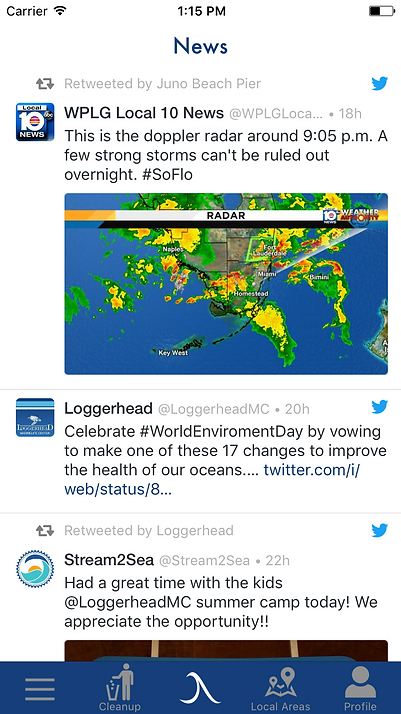 Carrier 1:15 PM
News
Retweeted by Juno Beach Pier
Local
10
abc
NEWS
WPLG Local 10 News @WPLGLoca... • 18h
This is the doppler radar around 9:05 p.m. A
few strong storms can't be ruled out
overnight. #SoFlo
RADAR
10
NEWS
WEATHER
AUTHORITY
Naples
Fort
Lauderdale
Miami
Bimini
Homestead
Key West
LOGGERHEAD
Loggerhead @LoggerheadMC • 20h
Celebrate #WorldEnviromentDay by vowing
to make one of these 17 changes to improve
the health of our oceans.... twitter.com/i/
web/status/8...
Retweeted by Loggerhead
Stream2Sea @Stream2Sea • 22h
Had a great time with the kids
@LoggerheadMC summer camp today! We
appreciate the opportunity!!
Cleanup
Local Areas
Profile